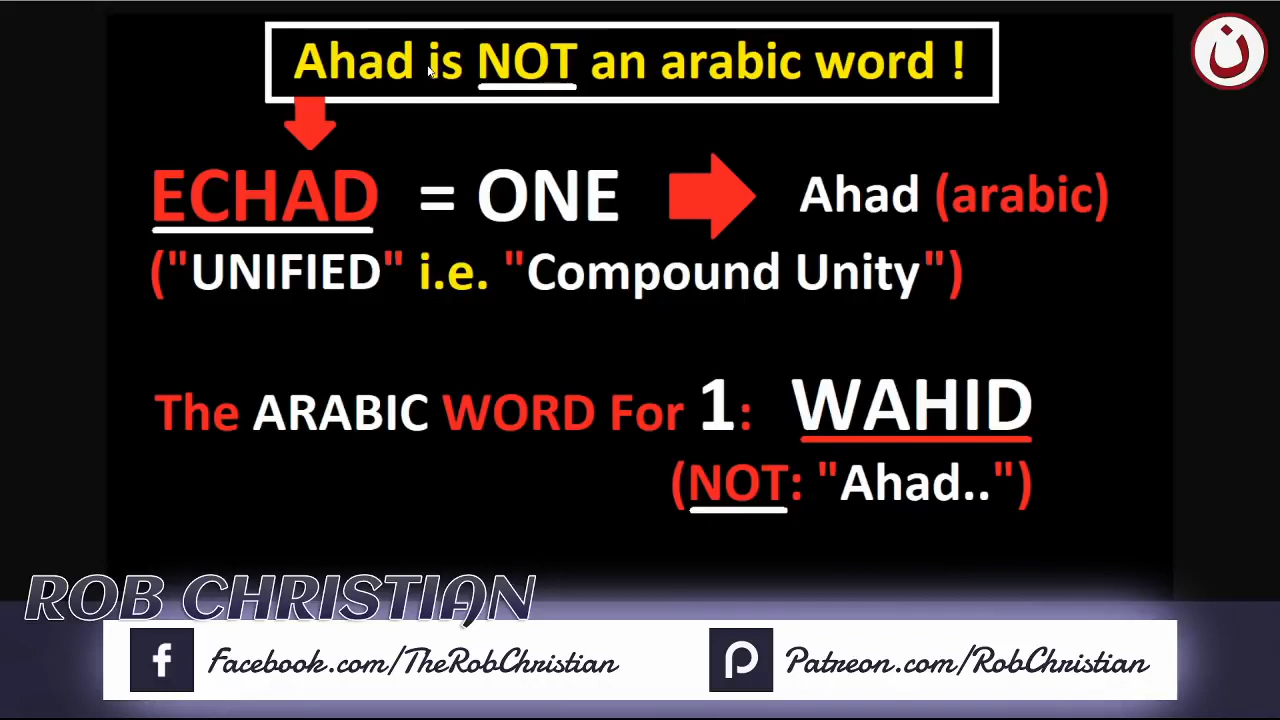 Ahad is NOT an arabic word !
ن
ECHAD = ONE Ahad (arabic)
("UNIFIED" i.e. "Compound Unity")
The ARABIC WORD For 1: WAHID
(NOT: "Ahad..")
ROB CHRISTIAN
f Facebook.com/TheRobChristian Patreon.com/RobChristian